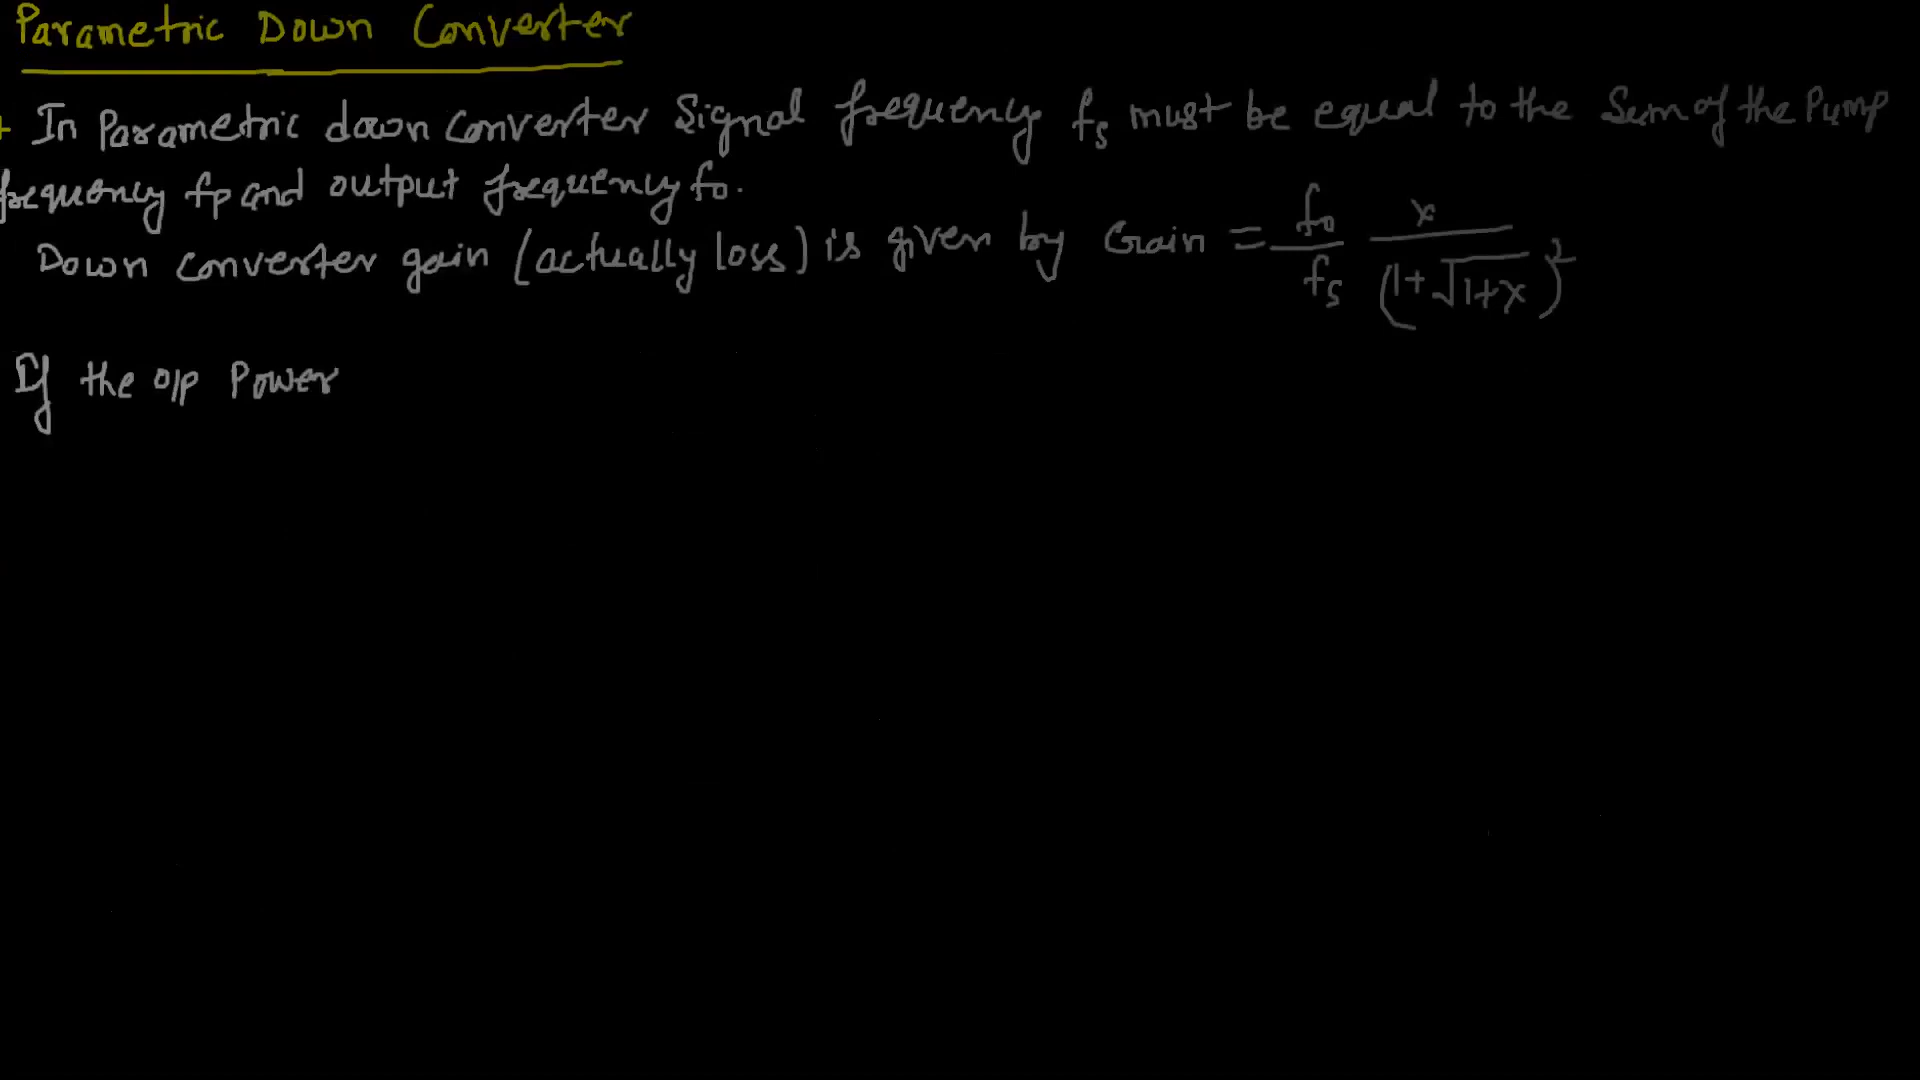 Parametric Down Converter
+ In Parametric down converter Signal frequency fs must be equal to the Sum of the Pump
frequency fp and output frequency fo.
Down converter gain (actually loss) is given by Gain = fo/fs x/(1+√1+x)²
If the o/p Power